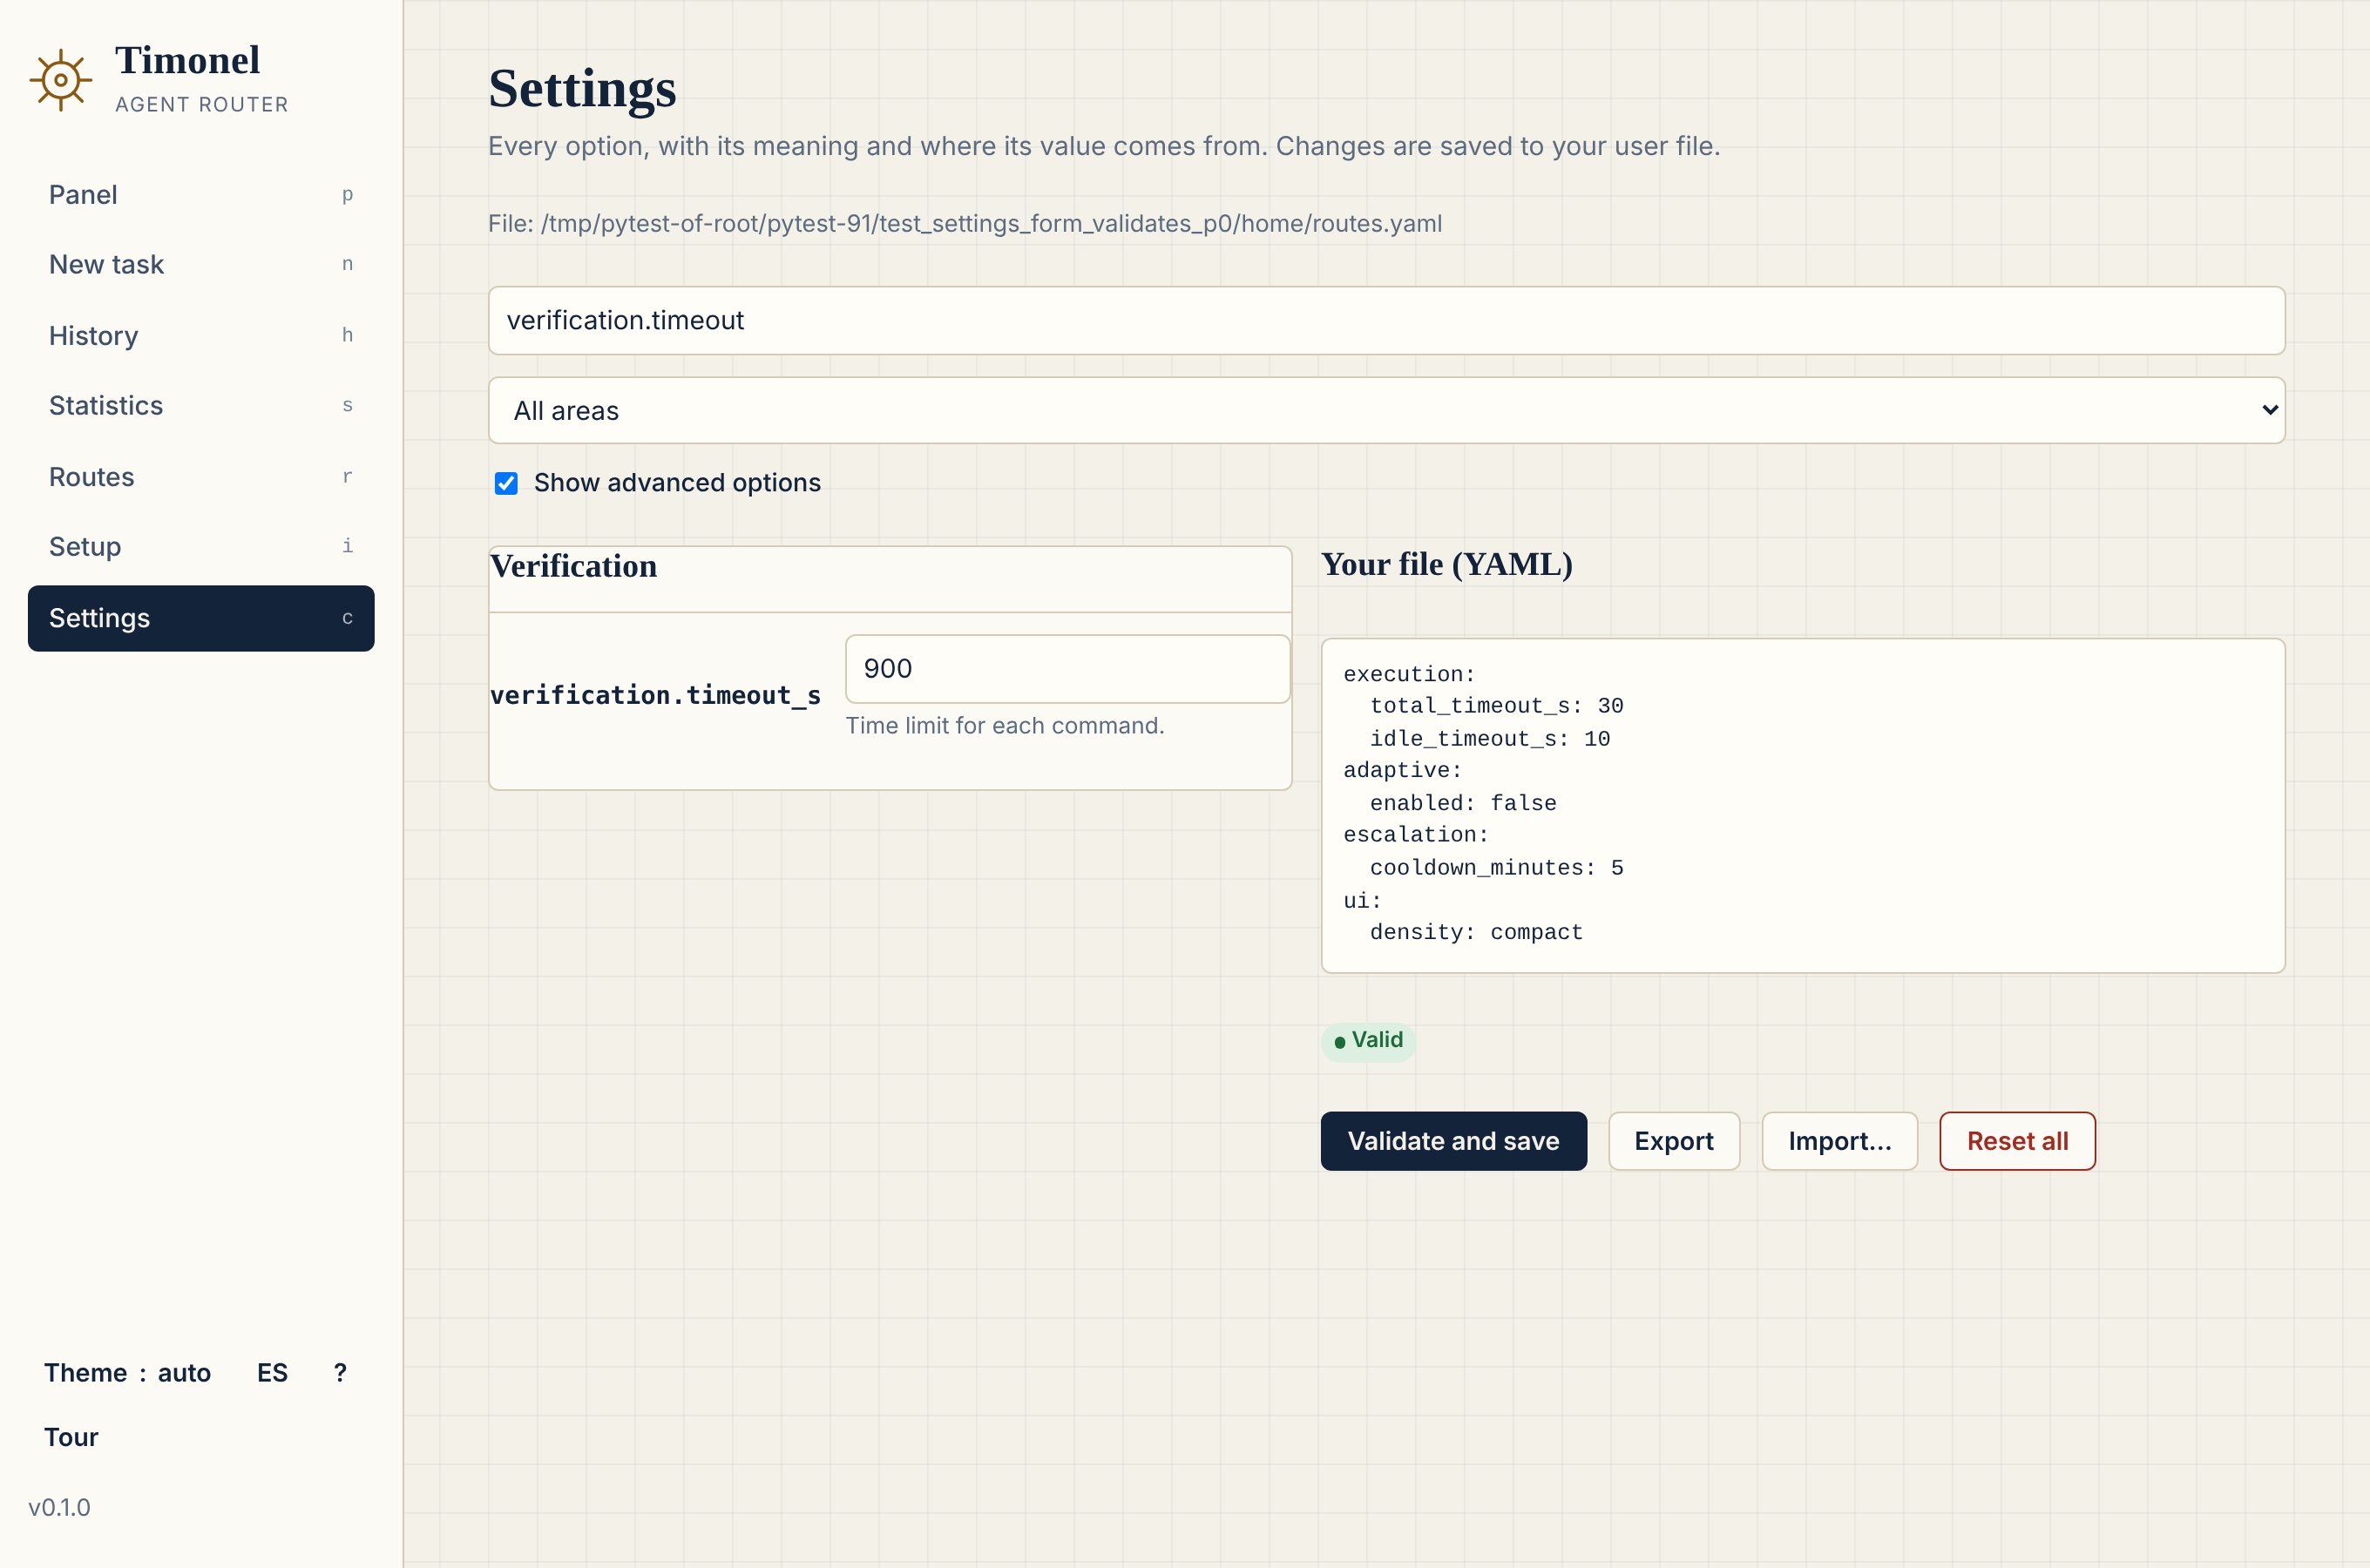 Timonel
AGENT ROUTER
Panel p
New task n
History h
Statistics s
Routes r
Setup i
Settings c
Theme : auto ES ?
Tour
v0.1.0
Settings
Every option, with its meaning and where its value comes from. Changes are saved to your user file.
File: /tmp/pytest-of-root/pytest-91/test_settings_form_validates_p0/home/routes.yaml
verification.timeout
All areas
Show advanced options
Verification
verification.timeout_s
900
Time limit for each command.
Your file (YAML)
execution:
  total_timeout_s: 30
  idle_timeout_s: 10
adaptive:
  enabled: false
escalation:
  cooldown_minutes: 5
ui:
  density: compact
Valid
Validate and save Export Import... Reset all